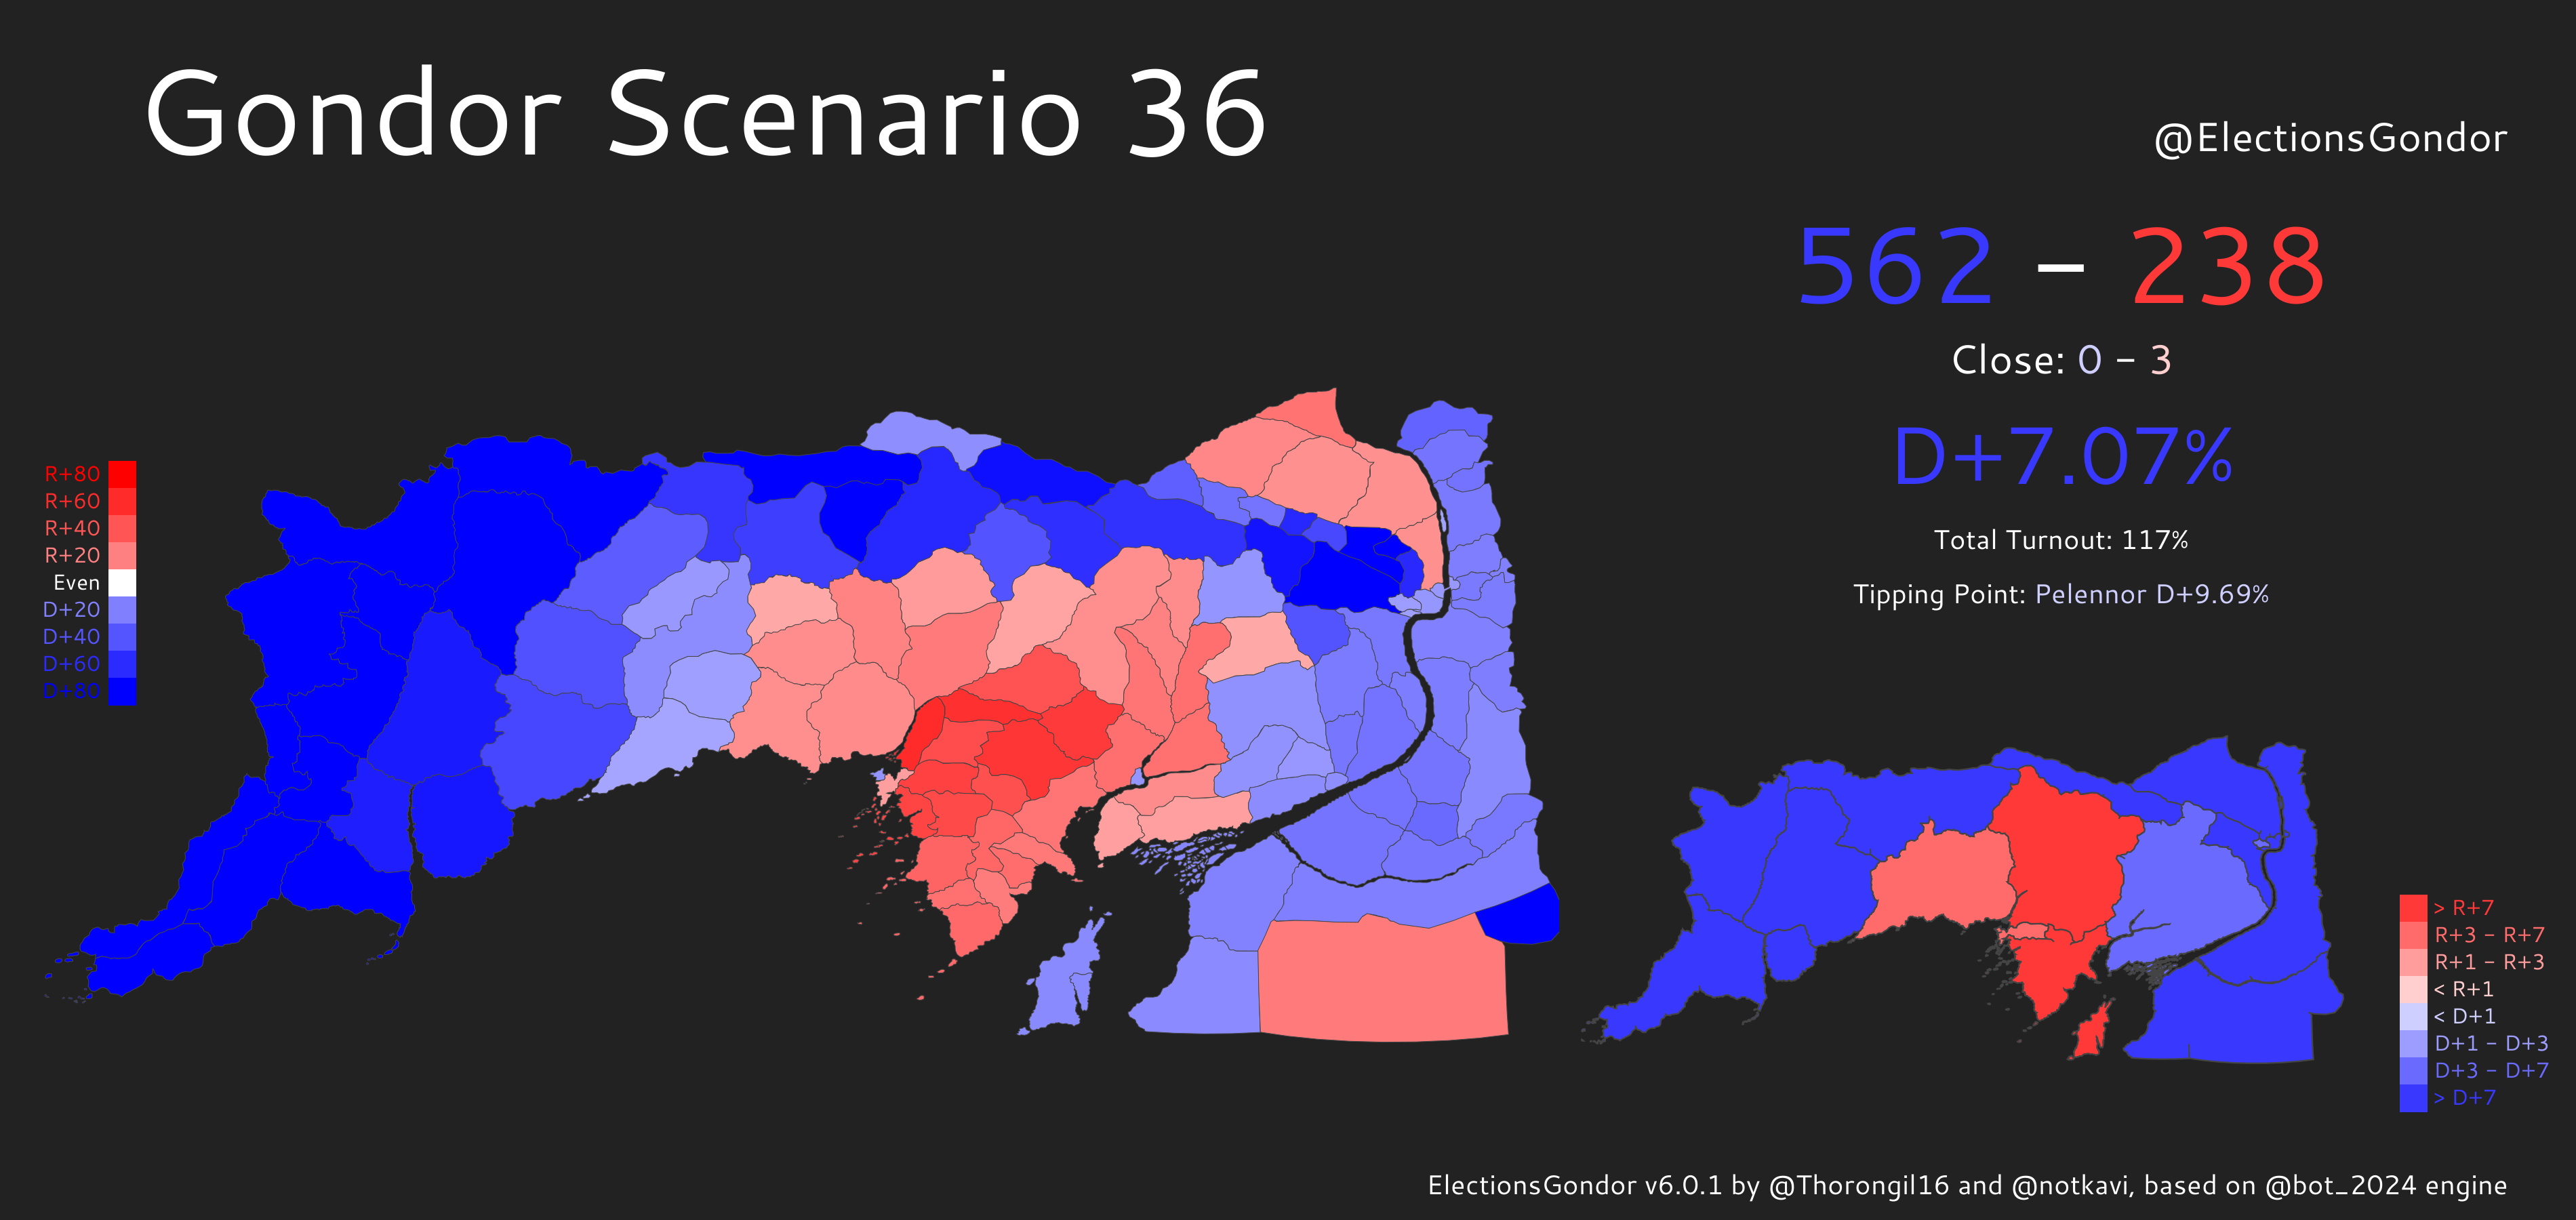 Gondor Scenario 36
@ElectionsGondor
562 – 238
Close: 0 – 3
D+7.07%
Total Turnout: 117%
Tipping Point: Pelennor D+9.69%
R+80
R+60
R+40
R+20
Even
D+20
D+40
D+60
D+80
> R+7
R+3 – R+7
R+1 – R+3
< R+1
< D+1
D+1 – D+3
D+3 – D+7
> D+7
ElectionsGondor v6.0.1 by @Thorongil16 and @notkavi, based on @bot_2024 engine